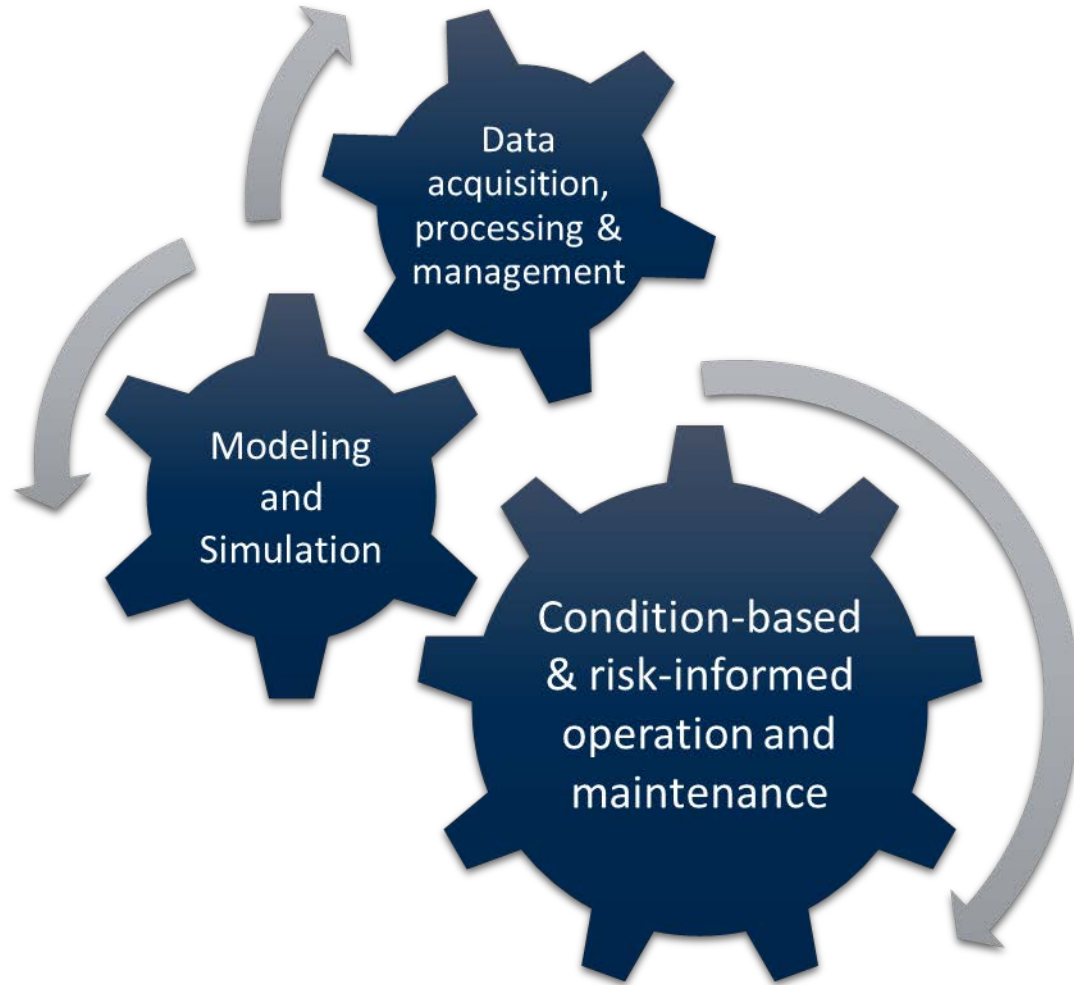 Data
acquisition,
processing &
management
Modeling
and
Simulation
Condition-based
& risk-informed
operation and
maintenance